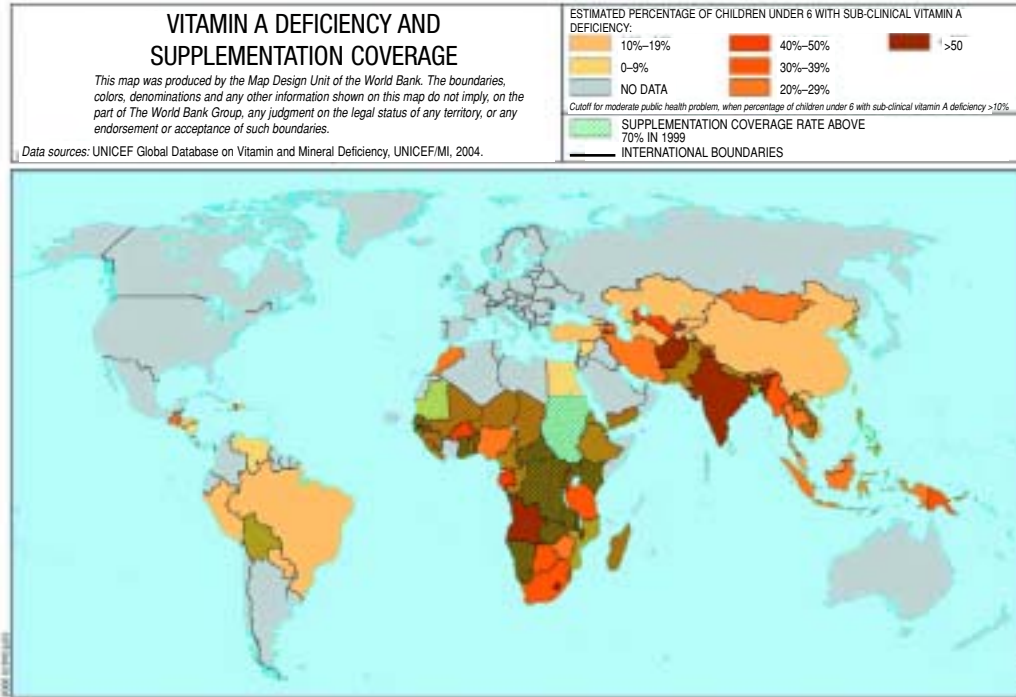 VITAMIN A DEFICIENCY AND
SUPPLEMENTATION COVERAGE
This map was produced by the Map Design Unit of the World Bank. The boundaries,
colors, denominations and any other information shown on this map do not imply, on the
part of The World Bank Group, any judgment on the legal status of any territory, or any
endorsement or acceptance of such boundaries.
Data sources: UNICEF Global Database on Vitamin and Mineral Deficiency, UNICEF/MI, 2004.
ESTIMATED PERCENTAGE OF CHILDREN UNDER 6 WITH SUB-CLINICAL VITAMIN A
DEFICIENCY:
10%–19%
0–9%
NO DATA
40%–50%
30%–39%
20%–29%
>50
Cutoff for moderate public health problem, when percentage of children under 6 with sub-clinical vitamin A deficiency >10%
SUPPLEMENTATION COVERAGE RATE ABOVE
70% IN 1999
INTERNATIONAL BOUNDARIES